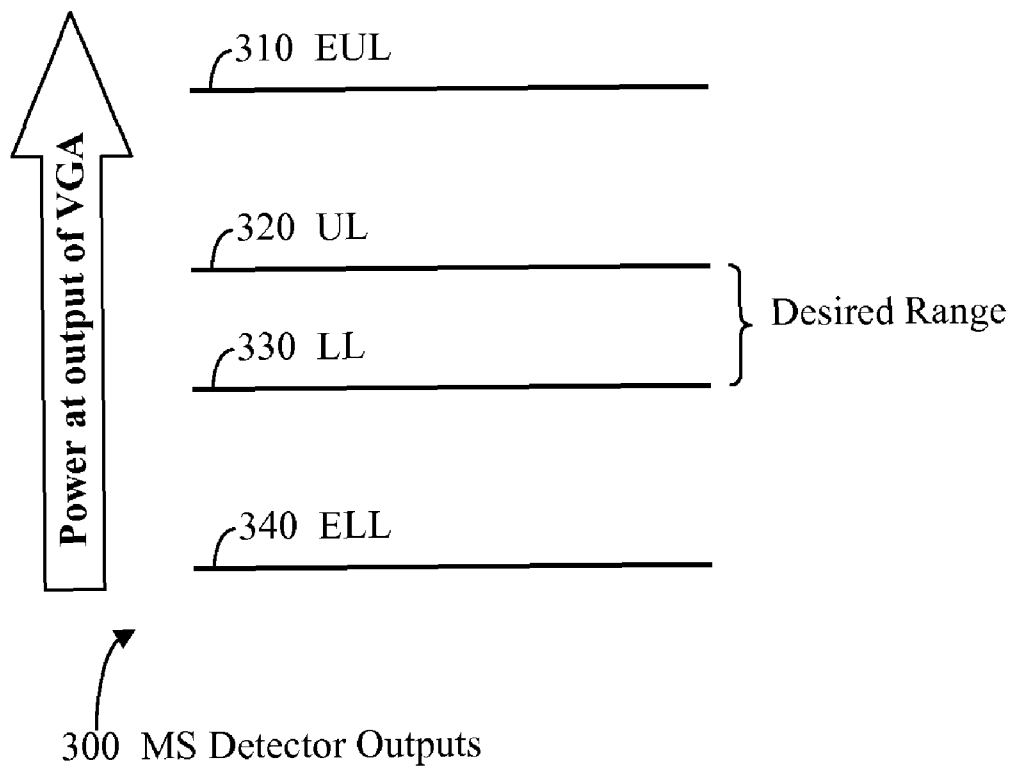 310 EUL
Power at output of VGA
320 UL
Desired Range
330 LL
340 ELL
300 MS Detector Outputs